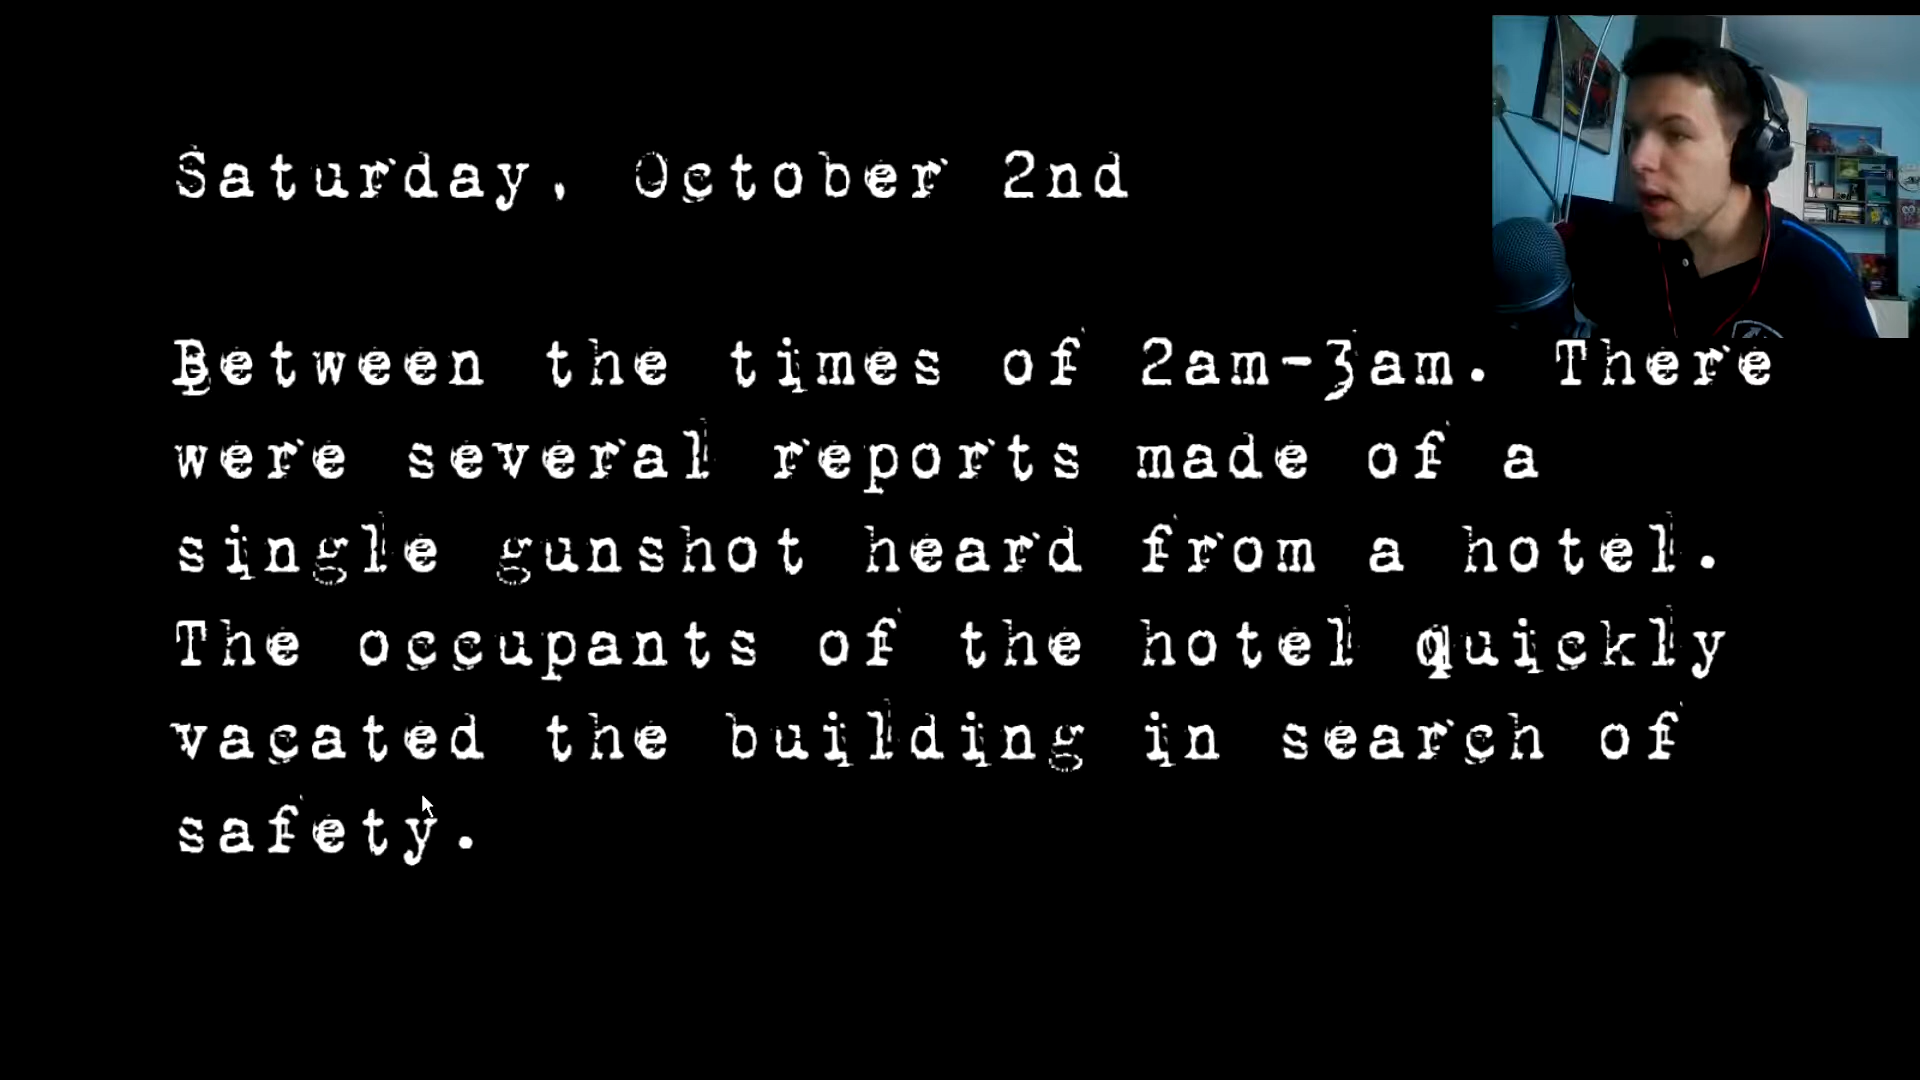 Saturday, October 2nd
Between the times of 2am-3am. There
were several reports made of a
single gunshot heard from a hotel.
The occupants of the hotel quickly
vacated the building in search of
safety.